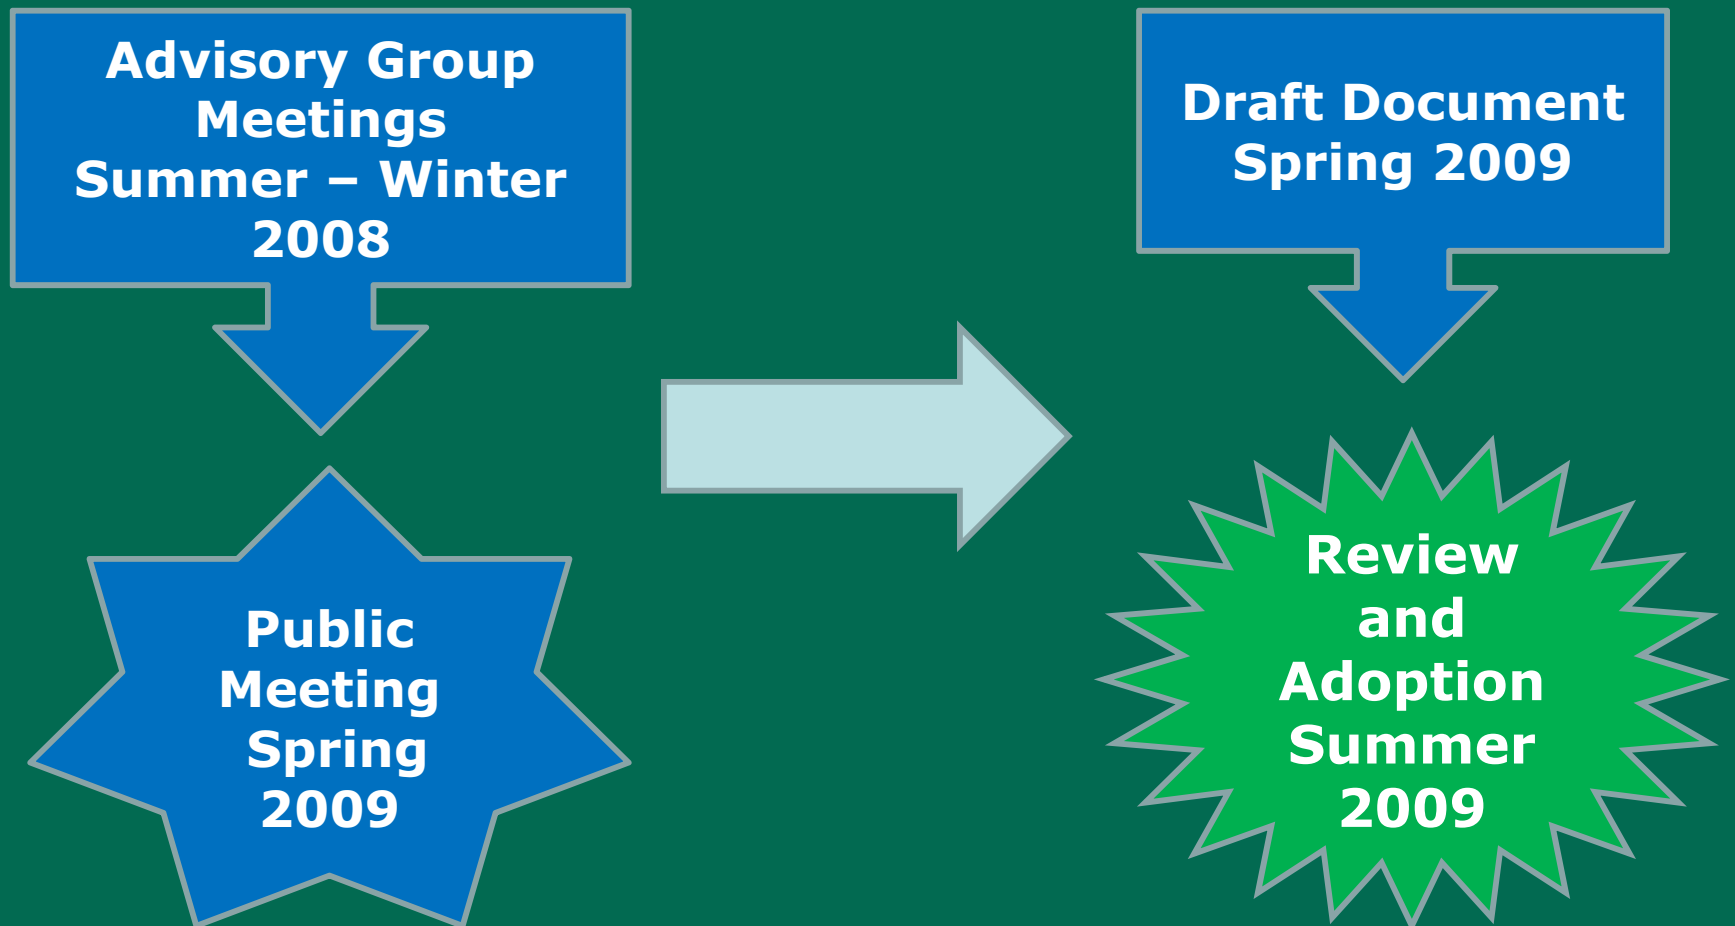 Advisory Group
Meetings
Summer – Winter
2008
Public
Meeting
Spring
2009
Draft Document
Spring 2009
Review
and
Adoption
Summer
2009